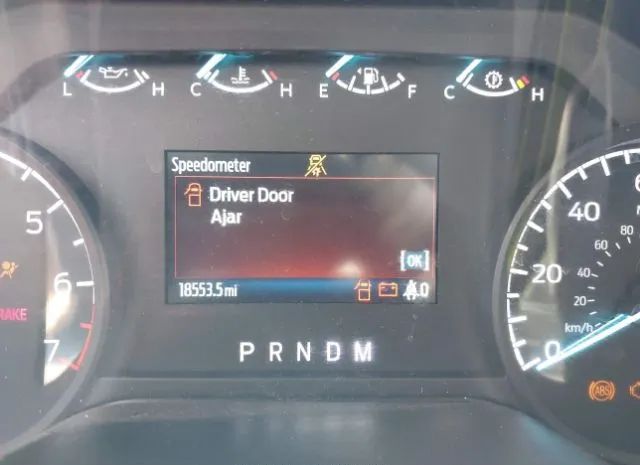 L H C H E F C H
Speedometer
Driver Door
Ajar
OK
18553.5 mi
P R N D M
5
6
7
RAKE
40
20
0
80
60
40
20
km/h
ABS